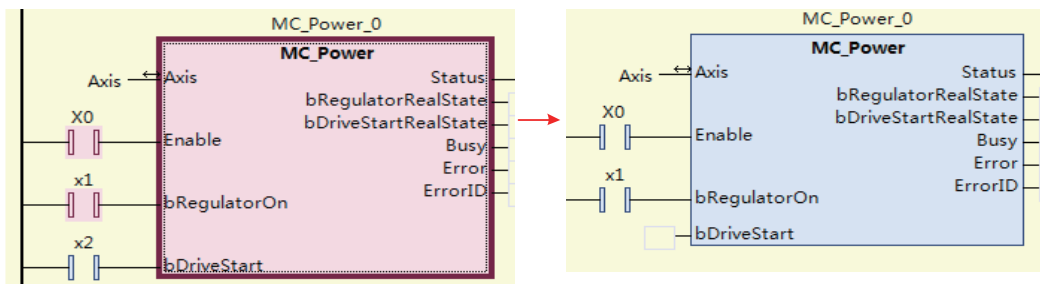 MC_Power_0
MC_Power
Axis Axis Status
bRegulatorRealState
X0 bDriveStartRealState
Enable Busy
Error
x1 ErrorID
bRegulatorOn
x2
bDriveStart
MC_Power_0
MC_Power
Axis Axis Status
bRegulatorRealState
X0 bDriveStartRealState
Enable Busy
Error
x1 ErrorID
bRegulatorOn
bDriveStart